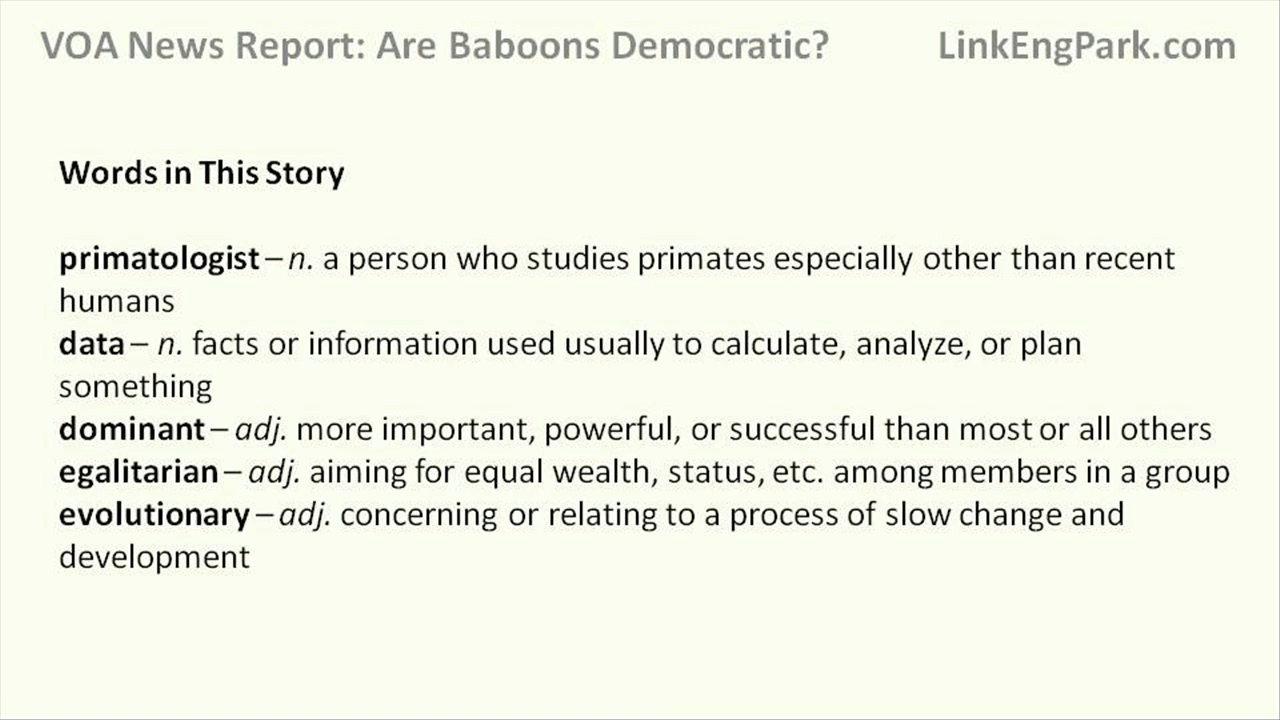 VOA News Report: Are Baboons Democratic? LinkEngPark.com
Words in This Story
primatologist – n. a person who studies primates especially other than recent
humans
data – n. facts or information used usually to calculate, analyze, or plan
something
dominant – adj. more important, powerful, or successful than most or all others
egalitarian – adj. aiming for equal wealth, status, etc. among members in a group
evolutionary – adj. concerning or relating to a process of slow change and
development